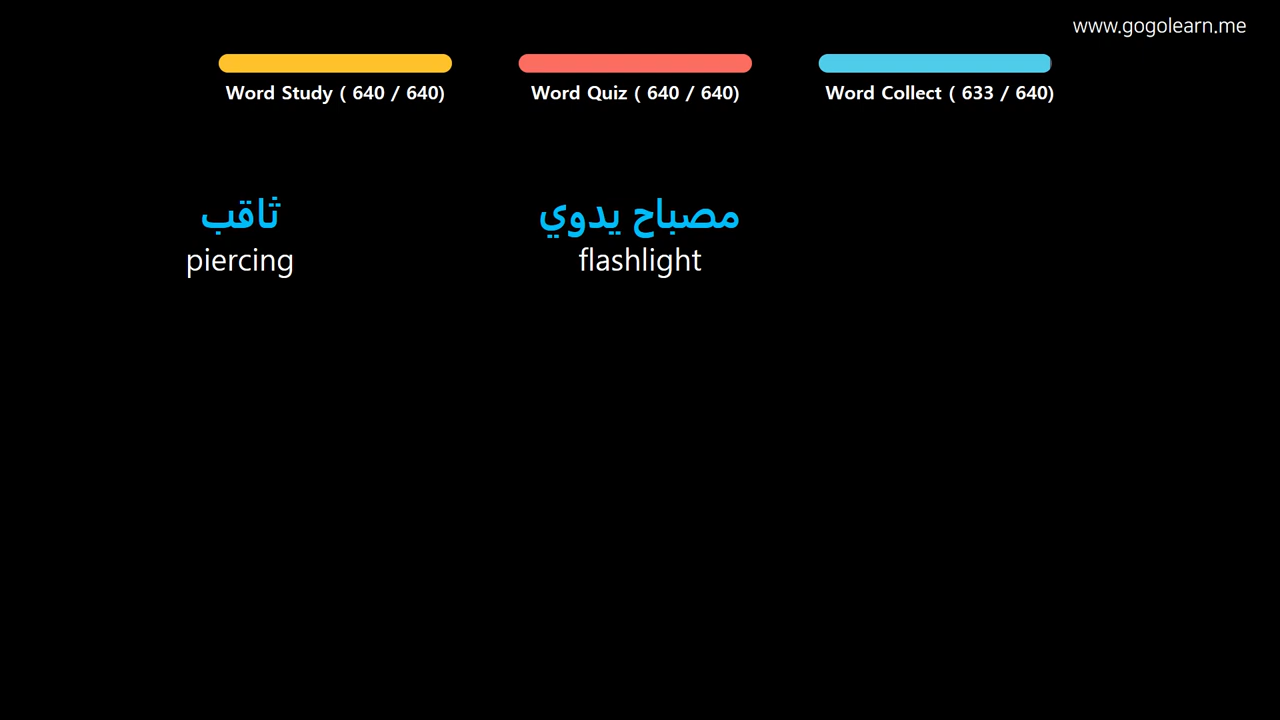 www.gogolearn.me
Word Study ( 640 / 640)
Word Quiz ( 640 / 640)
Word Collect ( 633 / 640)
ثاقب
piercing
مصباح يدوي
flashlight